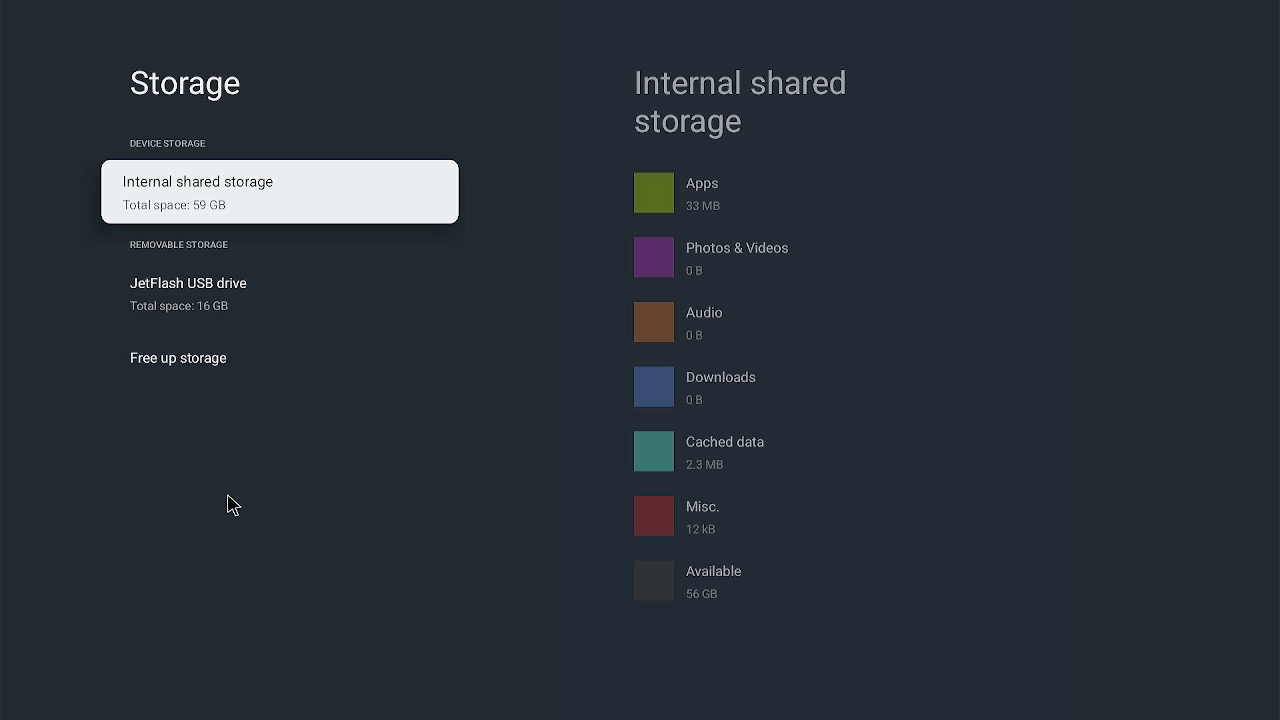 Storage
DEVICE STORAGE
Internal shared storage
Total space: 59 GB
REMOVABLE STORAGE
JetFlash USB drive
Total space: 16 GB
Free up storage
Internal shared
storage
Apps
33 MB
Photos & Videos
0 B
Audio
0 B
Downloads
0 B
Cached data
2.3 MB
Misc.
12 kB
Available
56 GB